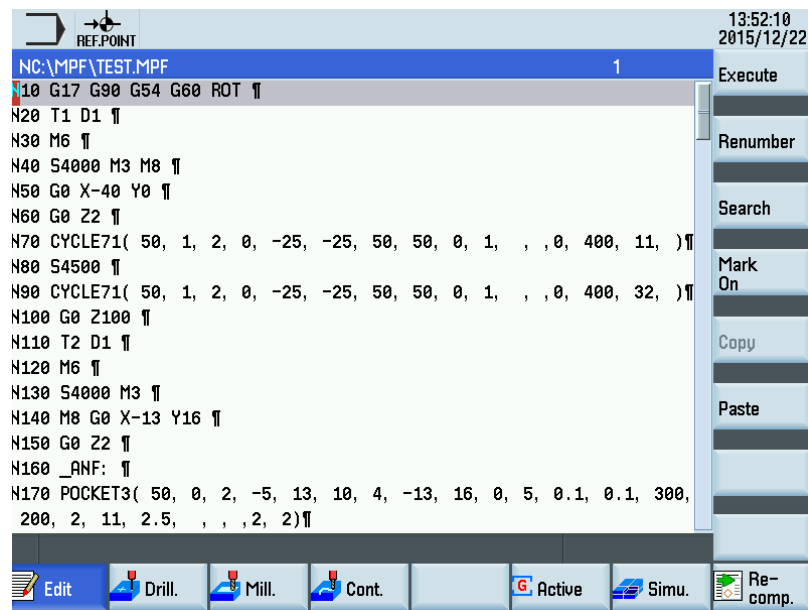 REF.POINT
13:52:10
2015/12/22
NC:\MPF\TEST.MPF 1
N10 G17 G90 G54 G60 ROT ¶
N20 T1 D1 ¶
N30 M6 ¶
N40 S4000 M3 M8 ¶
N50 G0 X-40 Y0 ¶
N60 G0 Z2 ¶
N70 CYCLE71( 50, 1, 2, 0, -25, -25, 50, 50, 0, 1, , ,0, 400, 11, )¶
N80 S4500 ¶
N90 CYCLE71( 50, 1, 2, 0, -25, -25, 50, 50, 0, 1, , ,0, 400, 32, )¶
N100 G0 Z100 ¶
N110 T2 D1 ¶
N120 M6 ¶
N130 S4000 M3 ¶
N140 M8 G0 X-13 Y16 ¶
N150 G0 Z2 ¶
N160 _ANF: ¶
N170 POCKET3( 50, 0, 2, -5, 13, 10, 4, -13, 16, 0, 5, 0.1, 0.1, 300,
200, 2, 11, 2.5, , , ,2, 2)¶
Execute
Renumber
Search
Mark
On
Copy
Paste
Edit
Drill.
Mill.
Cont.
G Active
Simu.
Re-
comp.